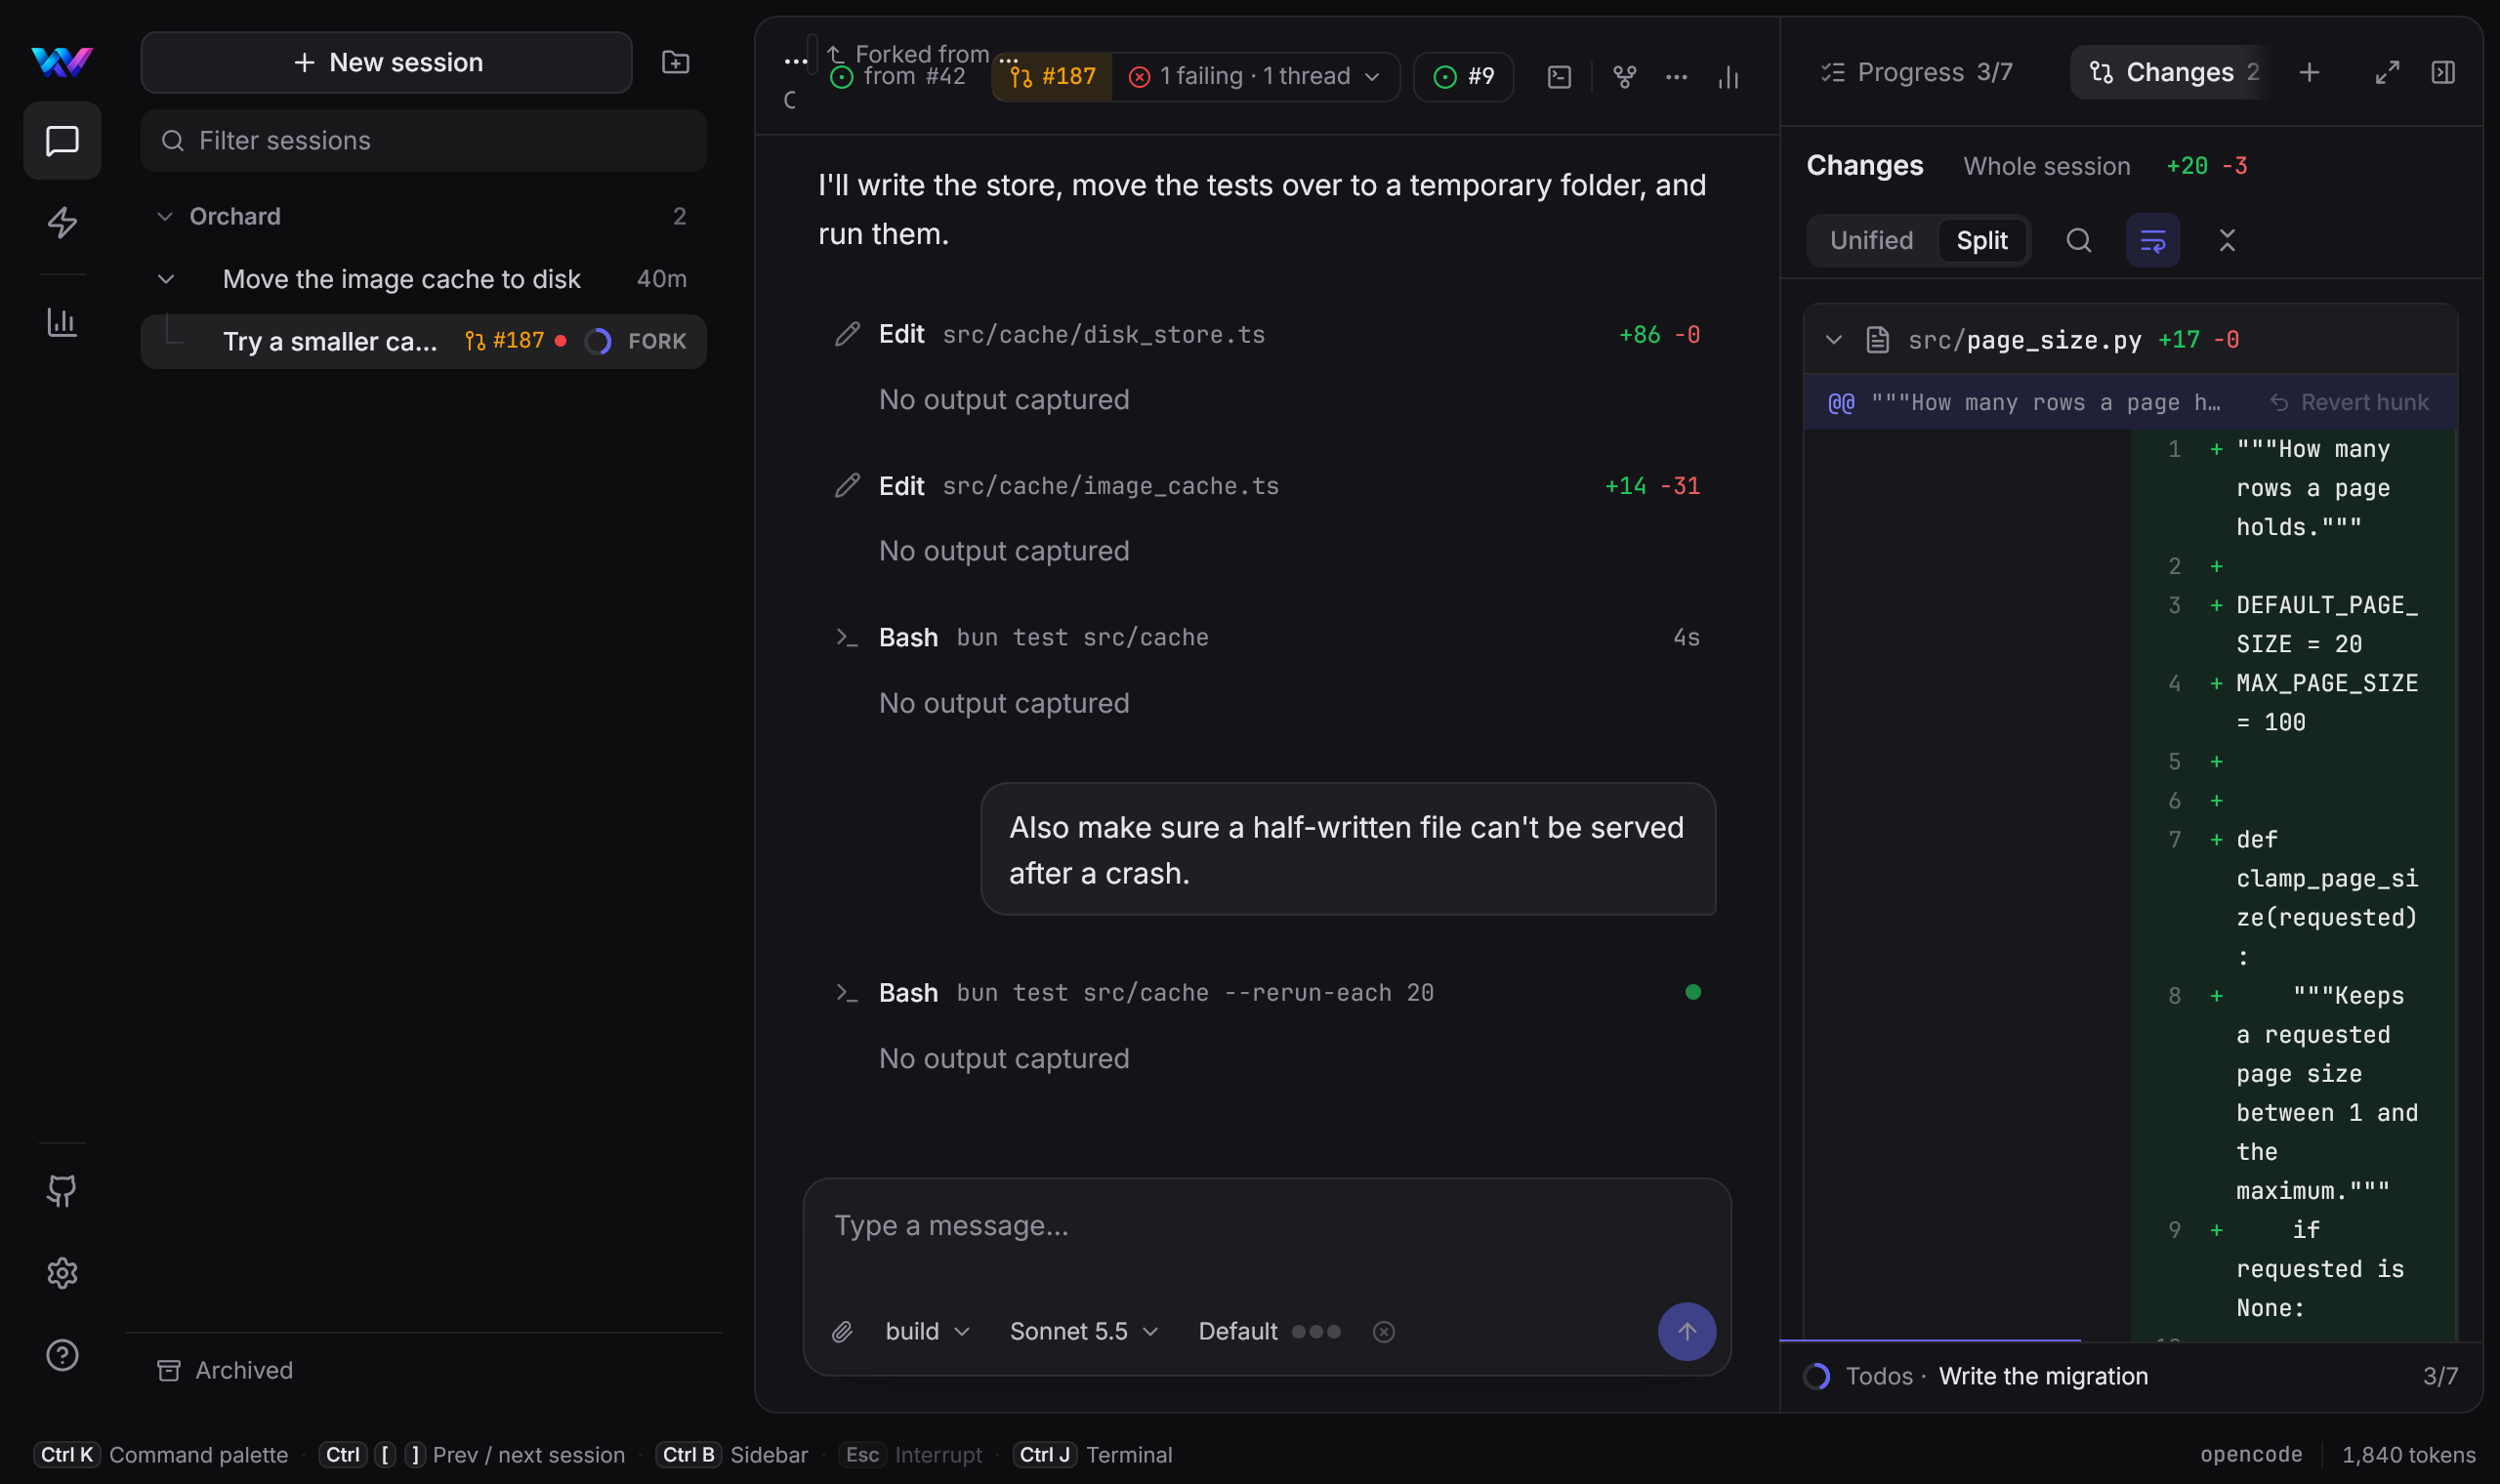 New session
Filter sessions
Orchard 2
Move the image cache to disk 40m
Try a smaller ca... #187 FORK
Archived
... Forked from ...
from #42 #187 1 failing · 1 thread #9
I'll write the store, move the tests over to a temporary folder, and
run them.
Edit src/cache/disk_store.ts +86 -0
No output captured
Edit src/cache/image_cache.ts +14 -31
No output captured
Bash bun test src/cache 4s
No output captured
Also make sure a half-written file can't be served
after a crash.
Bash bun test src/cache --rerun-each 20
No output captured
Type a message...
build Sonnet 5.5 Default
Progress 3/7 Changes 2
Changes Whole session +20 -3
Unified Split
src/page_size.py +17 -0
@@ """How many rows a page h… Revert hunk
1 + """How many
rows a page
holds."""
2 +
3 + DEFAULT_PAGE_
SIZE = 20
4 + MAX_PAGE_SIZE
= 100
5 +
6 +
7 + def
clamp_page_si
ze(requested)
:
8 + """Keeps
a requested
page size
between 1 and
the
maximum."""
9 + if
requested is
None:
Todos · Write the migration 3/7
Ctrl K Command palette · Ctrl [ ] Prev / next session · Ctrl B Sidebar · Esc Interrupt · Ctrl J Terminal
opencode 1,840 tokens